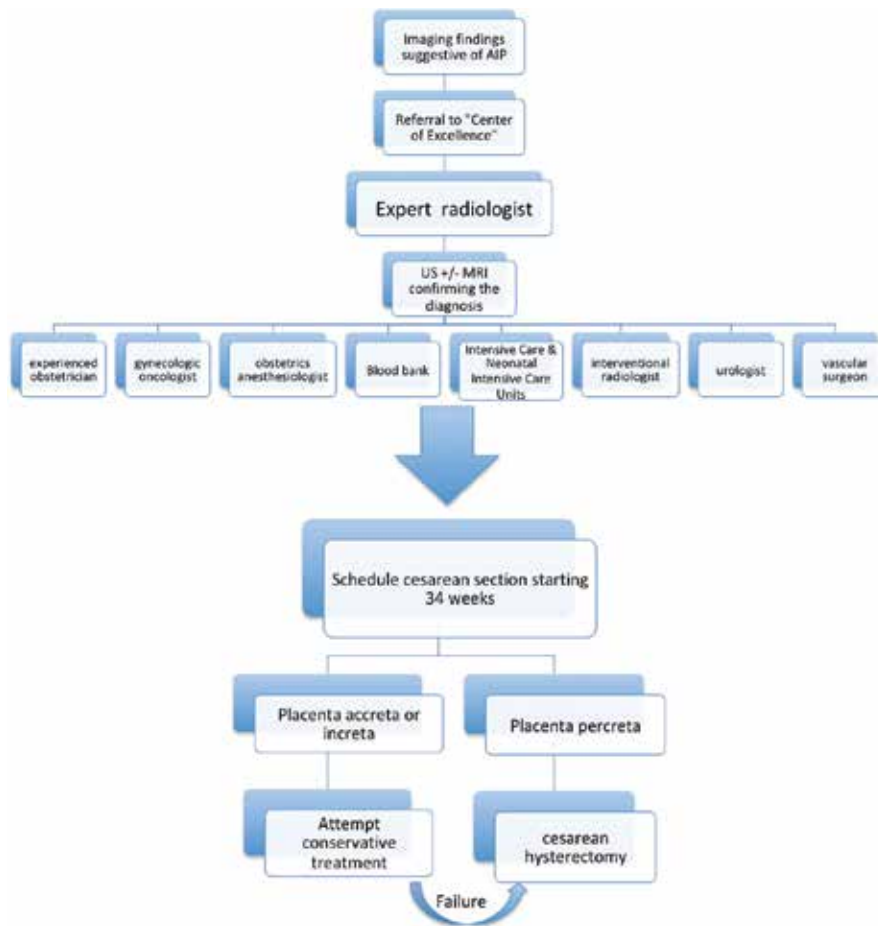 Imaging findings
suggestive of AIP
Referral to "Center
of Excellence"
Expert radiologist
US +/- MRI
confirming the
diagnosis
experienced
obstetrician
gynecologic
oncologist
obstetrics
anesthesiologist
Blood bank
Intensive Care &
Neonatal
Intensive Care
Units
interventional
radiologist
urologist
vascular
surgeon
Schedule cesarean section starting
34 weeks
Placenta accreta or
increta
Placenta percreta
Attempt
conservative
treatment
cesarean
hysterectomy
Failure